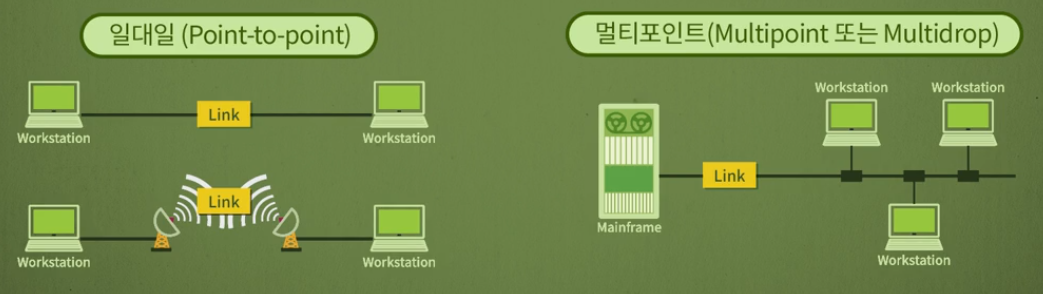 일대일 (Point-to-point)
Link
Workstation
Workstation
Link
Workstation
Workstation
멀티포인트(Multipoint 또는 Multidrop)
Workstation
Workstation
Link
Mainframe
Workstation